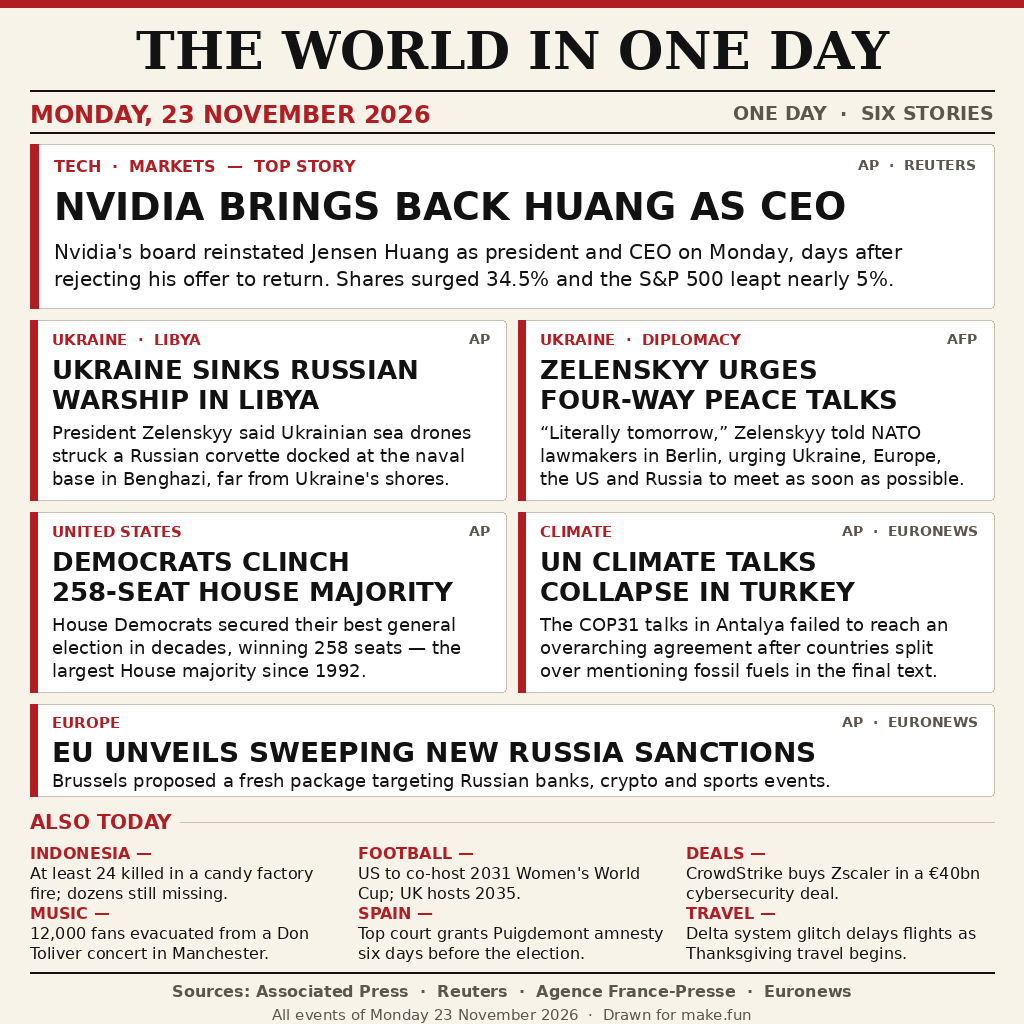 THE WORLD IN ONE DAY
MONDAY, 23 NOVEMBER 2026
ONE DAY · SIX STORIES
TECH · MARKETS — TOP STORY
AP · REUTERS
NVIDIA BRINGS BACK HUANG AS CEO
Nvidia's board reinstated Jensen Huang as president and CEO on Monday, days after
rejecting his offer to return. Shares surged 34.5% and the S&P 500 leapt nearly 5%.
UKRAINE · LIBYA
AP
UKRAINE SINKS RUSSIAN
WARSHIP IN LIBYA
President Zelenskyy said Ukrainian sea drones
struck a Russian corvette docked at the naval
base in Benghazi, far from Ukraine's shores.
UKRAINE · DIPLOMACY
AFP
ZELENSKYY URGES
FOUR-WAY PEACE TALKS
“Literally tomorrow,” Zelenskyy told NATO
lawmakers in Berlin, urging Ukraine, Europe,
the US and Russia to meet as soon as possible.
UNITED STATES
AP
DEMOCRATS CLINCH
258-SEAT HOUSE MAJORITY
House Democrats secured their best general
election in decades, winning 258 seats — the
largest House majority since 1992.
CLIMATE
AP · EURONEWS
UN CLIMATE TALKS
COLLAPSE IN TURKEY
The COP31 talks in Antalya failed to reach an
overarching agreement after countries split
over mentioning fossil fuels in the final text.
EUROPE
AP · EURONEWS
EU UNVEILS SWEEPING NEW RUSSIA SANCTIONS
Brussels proposed a fresh package targeting Russian banks, crypto and sports events.
ALSO TODAY
INDONESIA —
At least 24 killed in a candy factory
fire; dozens still missing.
FOOTBALL —
US to co-host 2031 Women's World
Cup; UK hosts 2035.
DEALS —
CrowdStrike buys Zscaler in a €40bn
cybersecurity deal.
MUSIC —
12,000 fans evacuated from a Don
Toliver concert in Manchester.
SPAIN —
Top court grants Puigdemont amnesty
six days before the election.
TRAVEL —
Delta system glitch delays flights as
Thanksgiving travel begins.
Sources: Associated Press · Reuters · Agence France-Presse · Euronews
All events of Monday 23 November 2026 · Drawn for make.fun